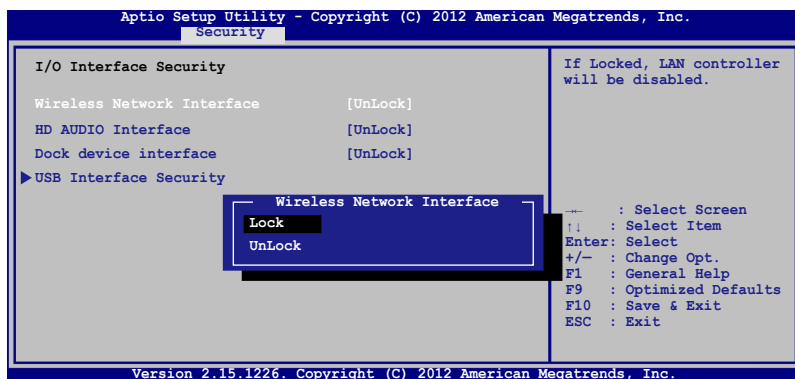 Aptio Setup Utility - Copyright (C) 2012 American Megatrends, Inc.
Security
I/O Interface Security
Wireless Network Interface [UnLock]
HD AUDIO Interface [UnLock]
Dock device interface [UnLock]
USB Interface Security
If Locked, LAN controller
will be disabled.
Wireless Network Interface
Lock
UnLock
→← : Select Screen
↑↓ : Select Item
Enter: Select
+/— : Change Opt.
F1 : General Help
F9 : Optimized Defaults
F10 : Save & Exit
ESC : Exit
Version 2.15.1226. Copyright (C) 2012 American Megatrends, Inc.